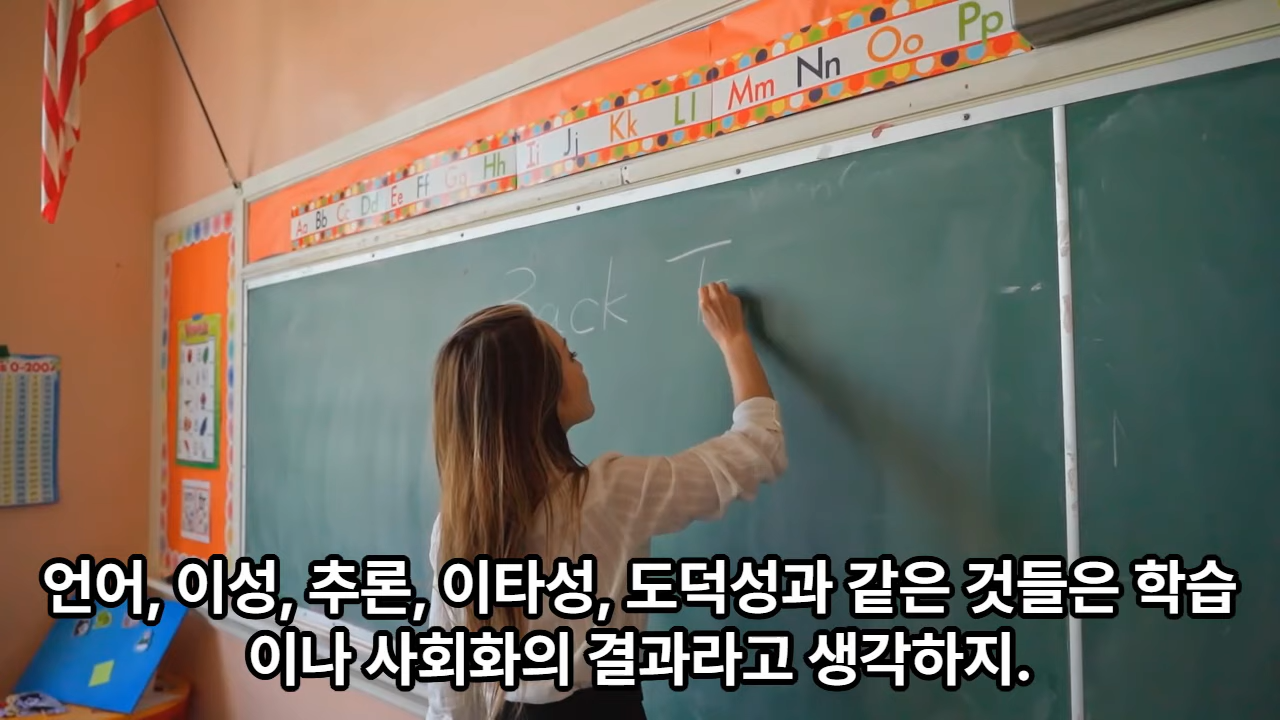 Aa Bb Cc Dd Ee Ff Gg Hh Ii Jj Kk Ll Mm Nn Oo Pp
Back T
0-200
언어, 이성, 추론, 이타성, 도덕성과 같은 것들은 학습
이나 사회화의 결과라고 생각하지.